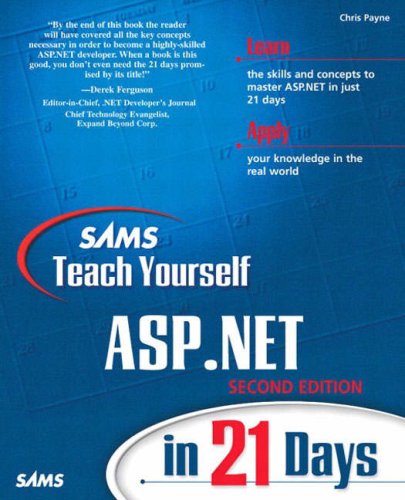 Chris Payne
“By the end of this book the reader
will have covered all the key concepts
necessary in order to become a highly-skilled
ASP.NET developer. When a book is this
good, you don't even need the 21 days prom-
ised by its title!”
—Derek Ferguson
Editor-in-Chief, .NET Developer's Journal
Chief Technology Evangelist,
Expand Beyond Corp.
Learn
the skills and concepts to
master ASP.NET in just
21 days
Apply
your knowledge in the
real world
SAMS
Teach Yourself
ASP.NET
SECOND EDITION
in 21 Days
SAMS